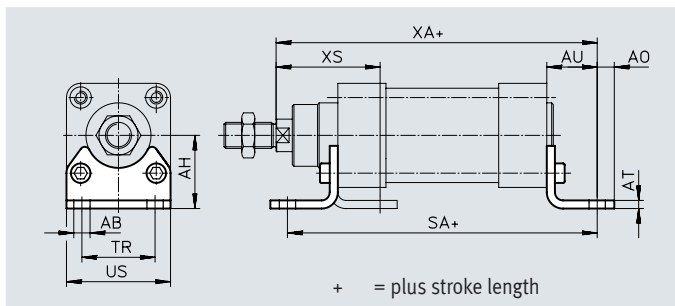 XA+
XS
AU
AO
AH
AT
AB
SA+
TR
US
+ = plus stroke length